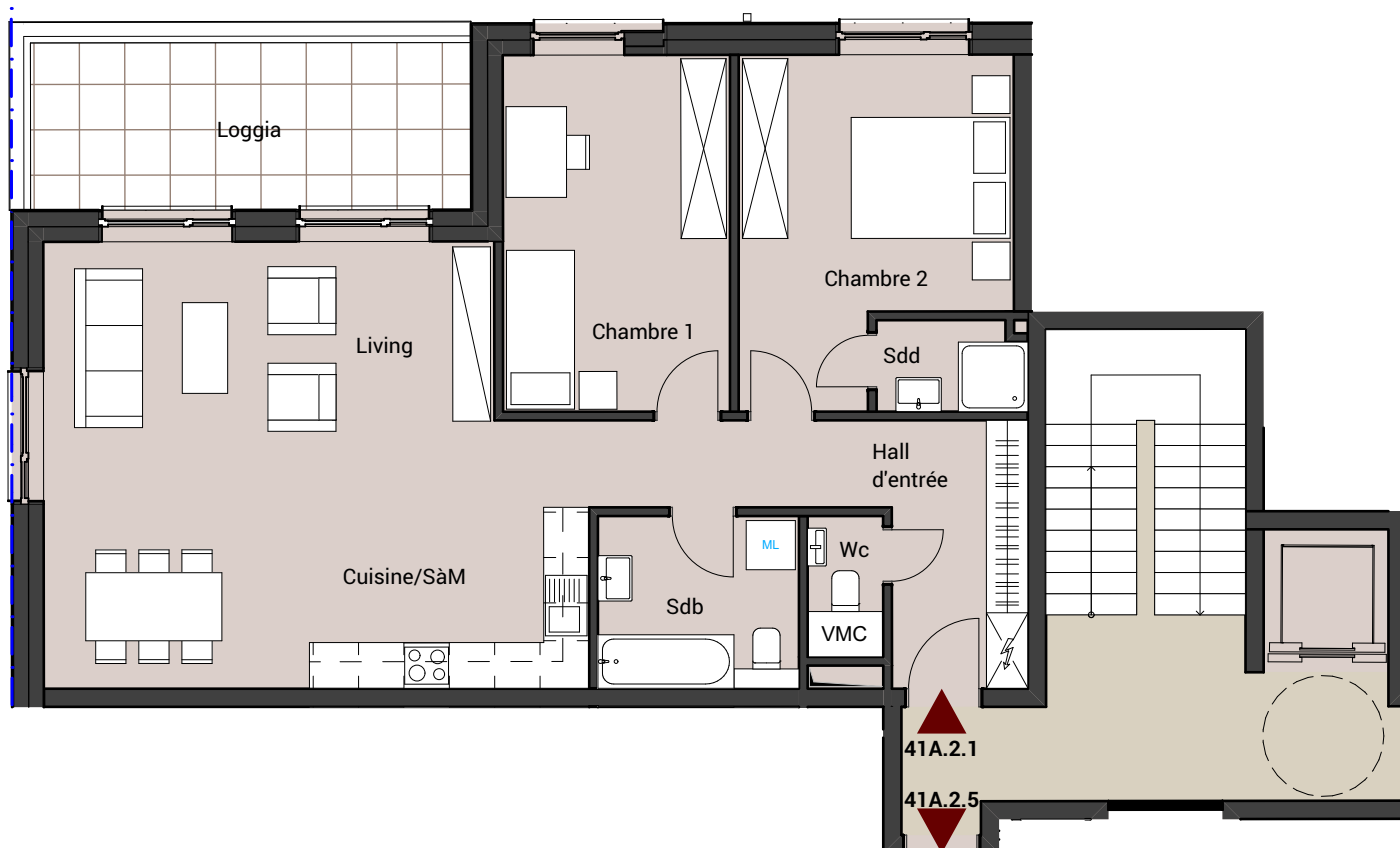 Loggia
Chambre 2
Chambre 1
Living
Sdd
Hall
d'entrée
ML
Wc
Cuisine/SàM
Sdb
VMC
41A.2.1
41A.2.5